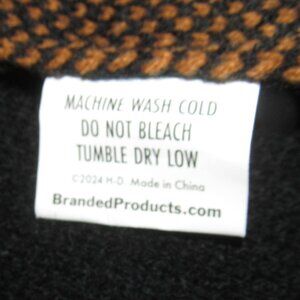 MACHINE WASH COLD
DO NOT BLEACH
TUMBLE DRY LOW
©2024 H-D. Made in China
BrandedProducts.com